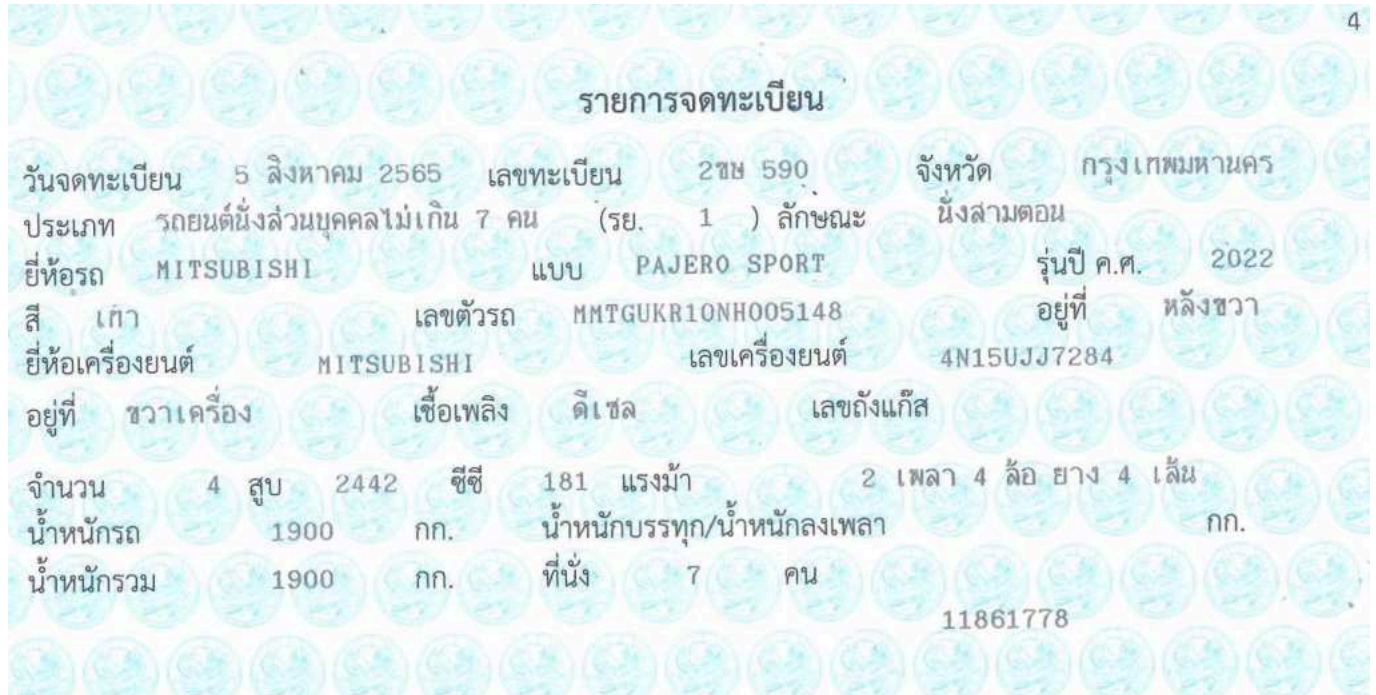 4
รายการจดทะเบียน
วันจดทะเบียน 5 สิงหาคม 2565 เลขทะเบียน 2ขษ 590 จังหวัด กรุงเทพมหานคร
ประเภท รถยนต์นั่งส่วนบุคคลไม่เกิน 7 คน (รย. 1 ) ลักษณะ นั่งสามตอน
ยี่ห้อรถ MITSUBISHI แบบ PAJERO SPORT รุ่นปี ค.ศ. 2022
สี เทา เลขตัวรถ MMTGUKR10NH005148 อยู่ที่ หลังขวา
ยี่ห้อเครื่องยนต์ MITSUBISHI เลขเครื่องยนต์ 4N15UJJ7284
อยู่ที่ ขวาเครื่อง เชื้อเพลิง ดีเซล เลขถังแก๊ส
จำนวน 4 สูบ 2442 ซีซี 181 แรงม้า 2 เพลา 4 ล้อ ยาง 4 เส้น
น้ำหนักรถ 1900 กก. น้ำหนักบรรทุก/น้ำหนักลงเพลา กก.
น้ำหนักรวม 1900 กก. ที่นั่ง 7 คน
11861778